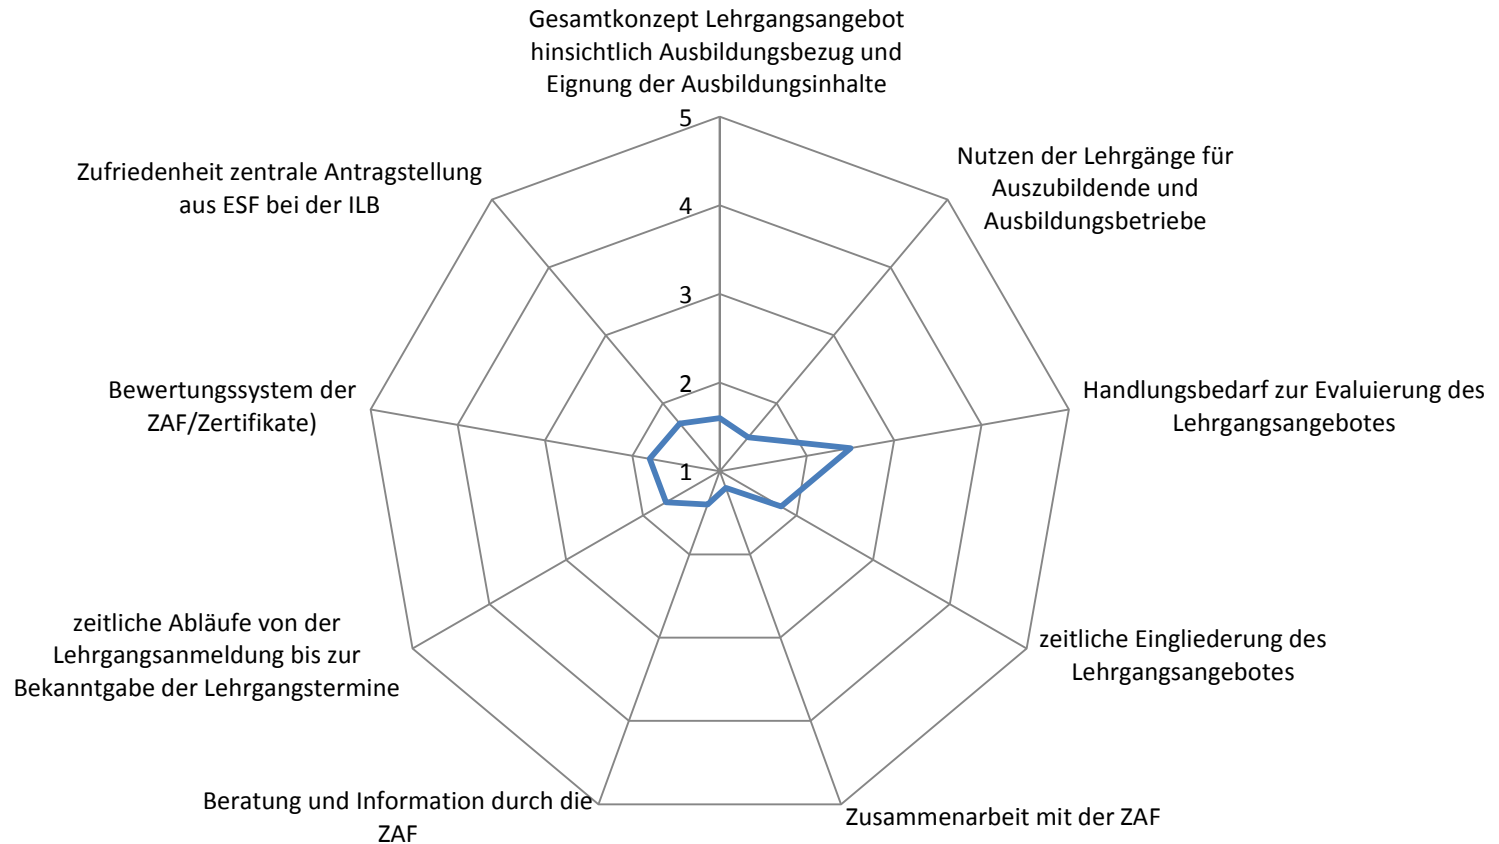 Gesamtkonzept Lehrgangsangebot
hinsichtlich Ausbildungsbezug und
Eignung der Ausbildungsinhalte
5
4
3
2
1
Nutzen der Lehrgänge für
Auszubildende und
Ausbildungsbetriebe
Handlungsbedarf zur Evaluierung des
Lehrgangsangebotes
zeitliche Eingliederung des
Lehrgangsangebotes
Zusammenarbeit mit der ZAF
Beratung und Information durch die
ZAF
zeitliche Abläufe von der
Lehrgangsanmeldung bis zur
Bekanntgabe der Lehrgangstermine
Bewertungssystem der
ZAF/Zertifikate)
Zufriedenheit zentrale Antragstellung
aus ESF bei der ILB